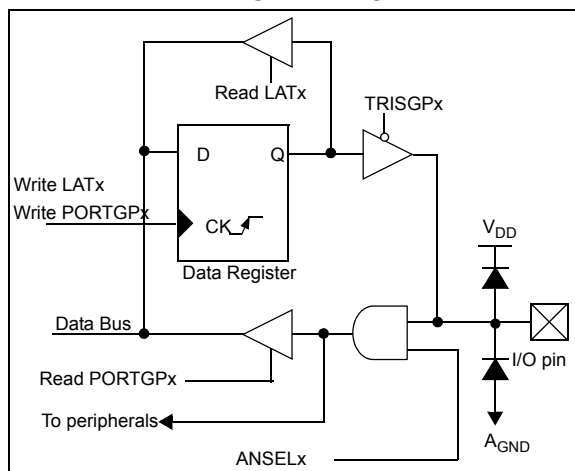 Read LATx
TRISGPx
D
Q
Write LATx
Write PORTGPx
CK
Data Register
VDD
Data Bus
I/O pin
Read PORTGPx
To peripherals
AGND
ANSELx